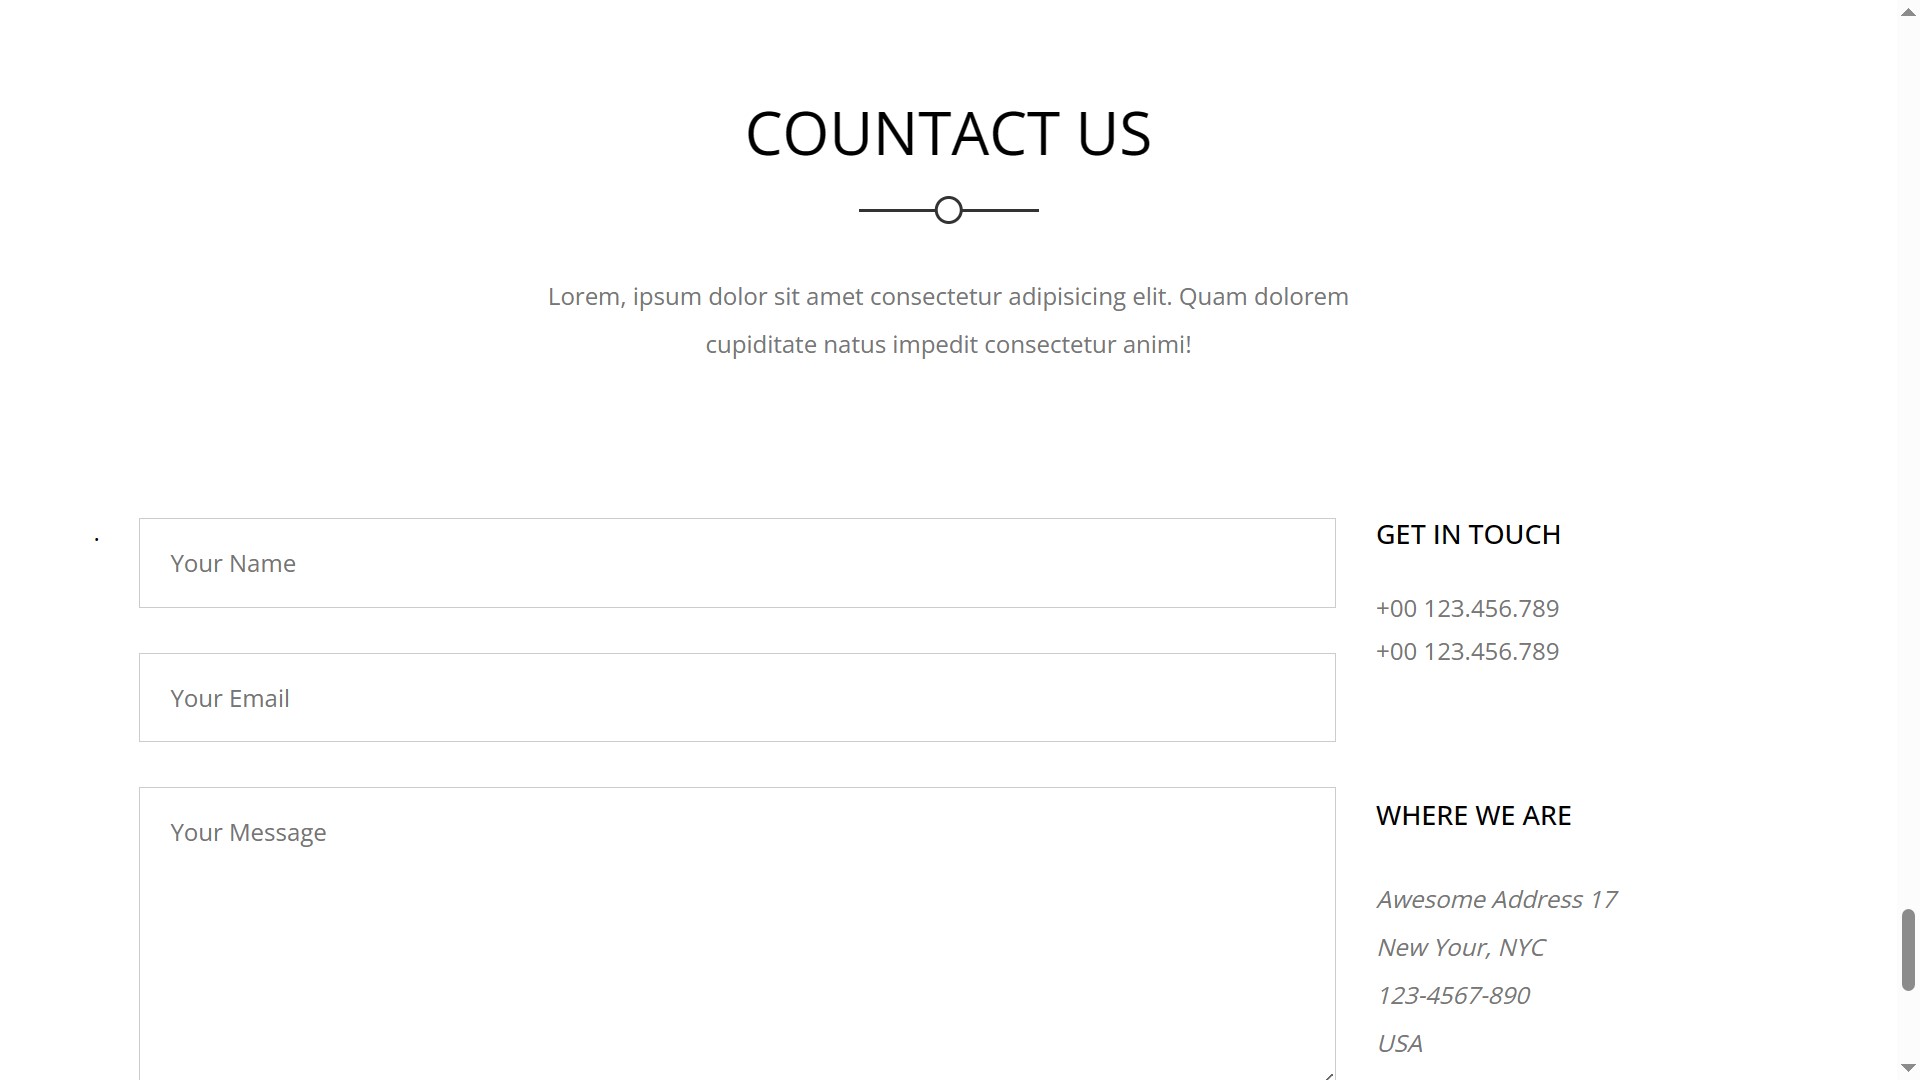 COUNTACT US
Lorem, ipsum dolor sit amet consectetur adipisicing elit. Quam dolorem
cupiditate natus impedit consectetur animi!
.
Your Name
Your Email
Your Message
GET IN TOUCH
+00 123.456.789
+00 123.456.789
WHERE WE ARE
Awesome Address 17
New Your, NYC
123-4567-890
USA